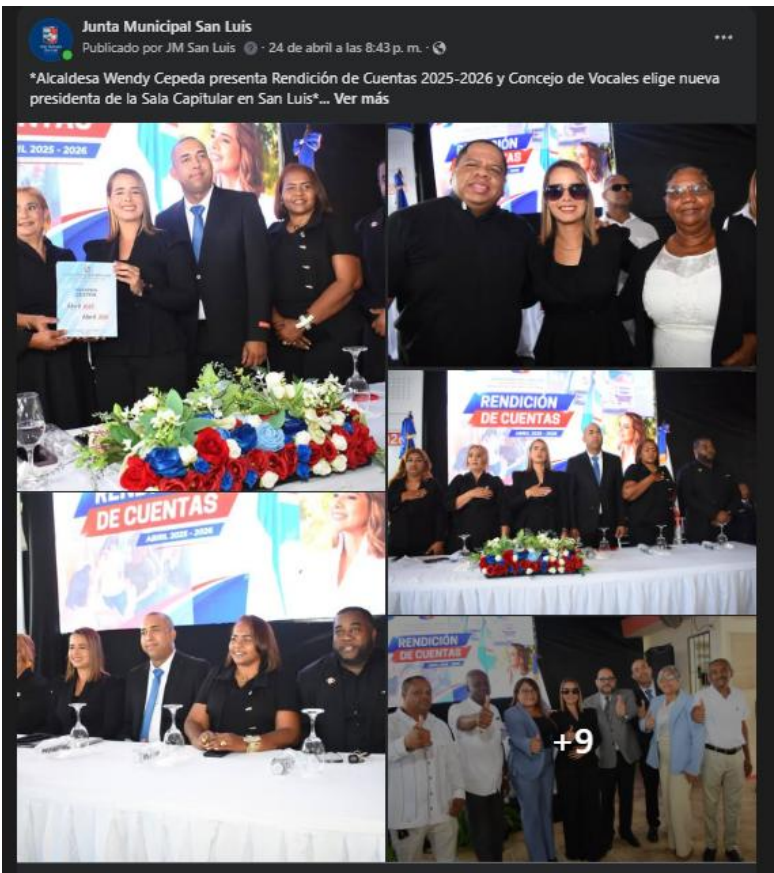 Junta Municipal San Luis
Publicado por JM San Luis · 24 de abril a las 8:43 p. m. ·
*Alcaldesa Wendy Cepeda presenta Rendición de Cuentas 2025-2026 y Concejo de Vocales elige nueva
presidenta de la Sala Capitular en San Luis*... Ver más
2025 - 2026
RENDICIÓN
DE CUENTAS
ABRIL 2025 - 2026
DE CUENTAS
ABRIL 2025 - 2026
RENDICIÓN
DE CUENTAS
+9